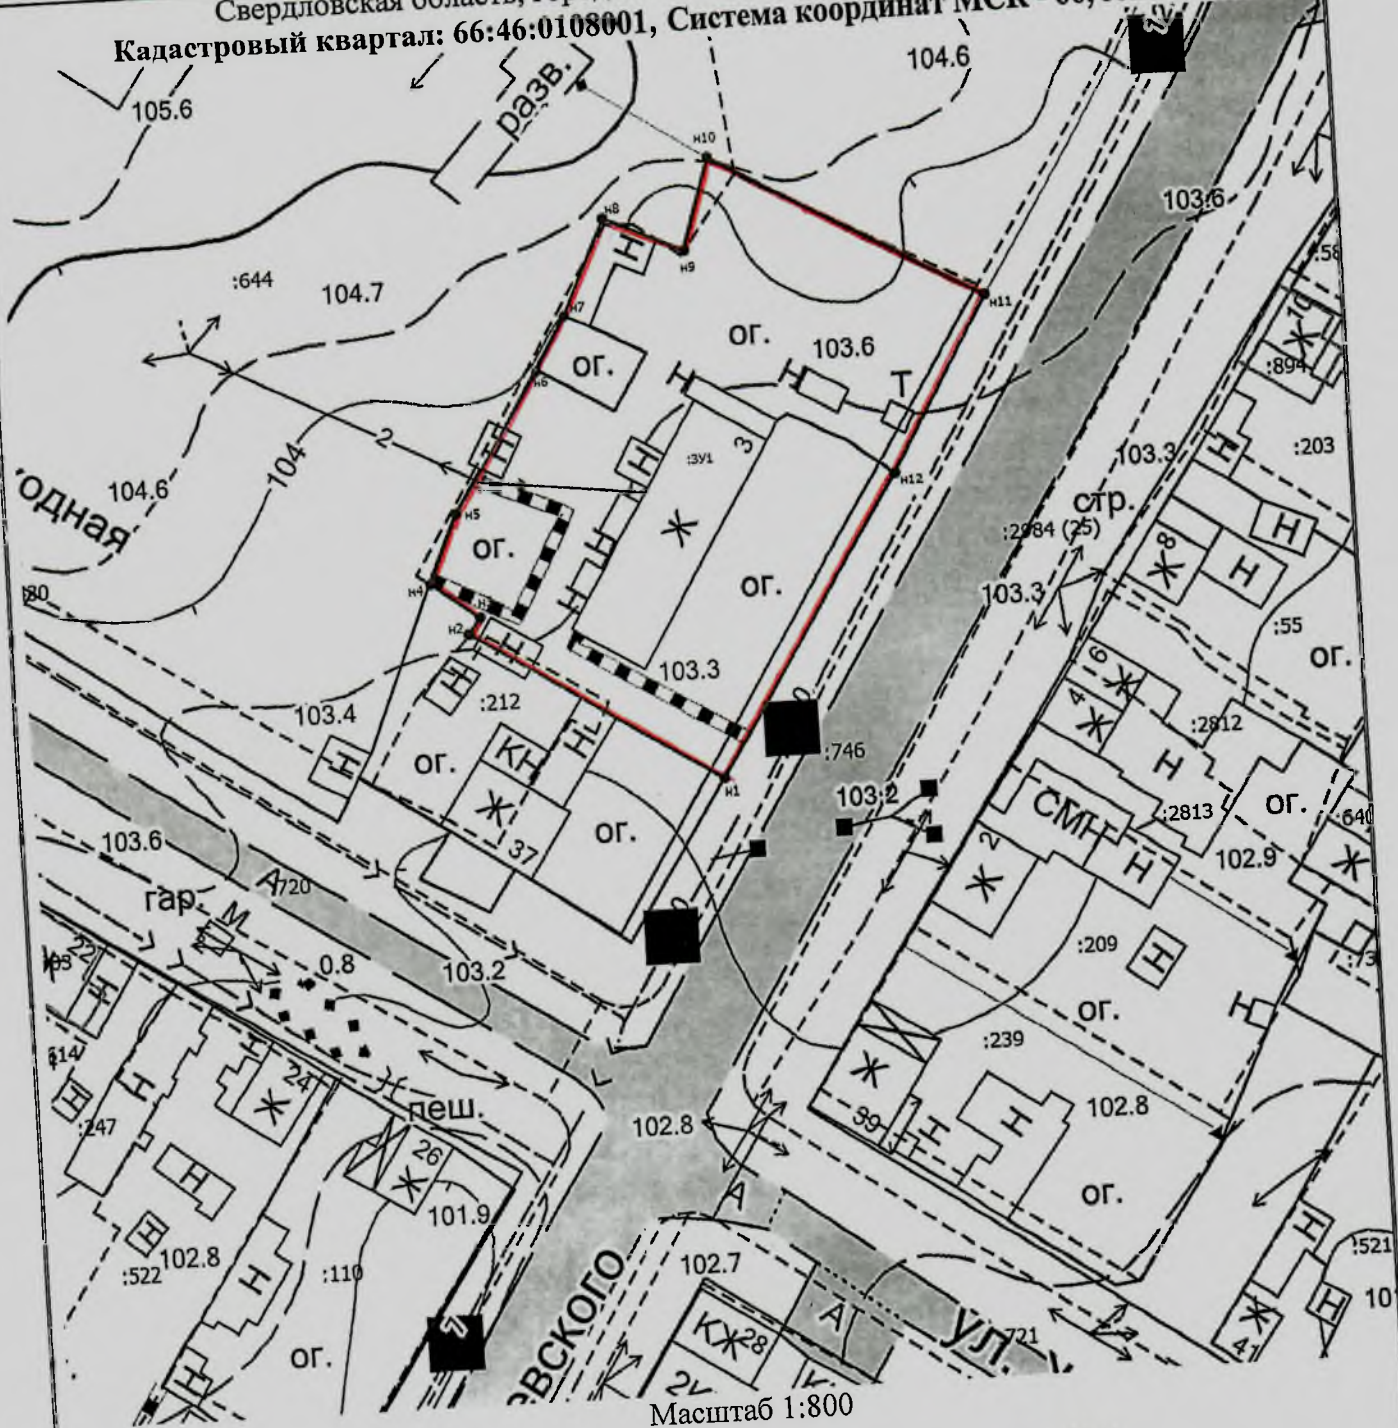 Свердловская область,
Кадастровый квартал: 66:46:0108001, Система координат МСК -
105.6
разв.
104.6
н10
103.6
н8
н9
Н
:644
104.7
н7
н11
ог.
103.6
ог.
н6
Н
Н
Т
:58
10
Ж
:894
2
104
Н
Н
:ЗУ1
3
н12
103.3
Н
:203
одная
104.6
н5
ог.
Ж
стр.
:2984 (25)
Н
8
Ж
Н
Н
ог.
103.3
н4
Н
н2
Н
103.3
:55
ог.
Н
:212
103.4
6
Ж
4
Ж
:2812
Н
ог.
КН
Н
Н
:746
н1
103.2
Ж
37
ог.
СМН
:2813
ог.
:640
Н
2
Ж
102.9
Ж
103.6
А
720
гар.
М
22
Н
0.8
103.2
:209
Н
ог.
Н
:239
Н
24
Ж
Н
Н
:247
пеш.
102.8
Ж
39
Н
Н
102.8
26
Ж
Н
101.9
А
ог.
Н
102.8
:522
Н
:110
102.7
Н
:521
ог.
7
вского
КЖ
28
А
ул.
721
Н
Ж
41
Н
Масштаб 1:800